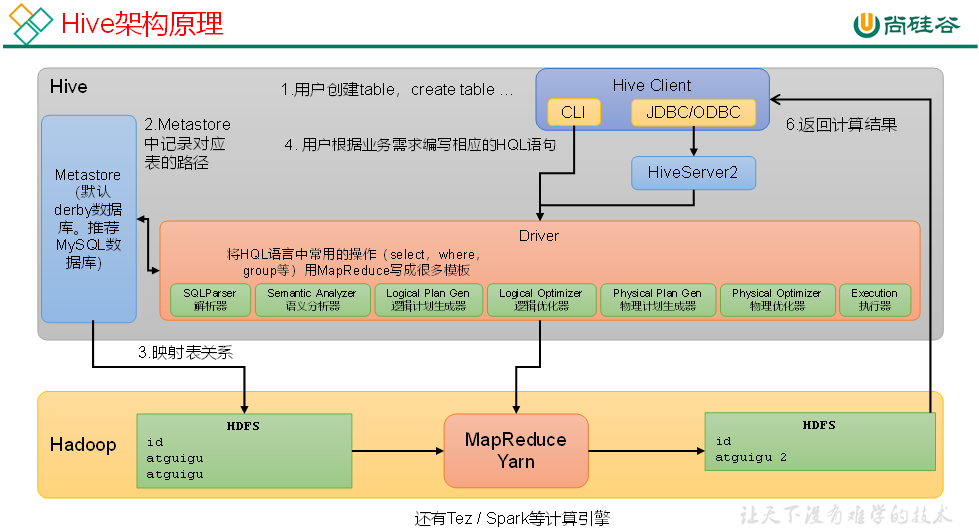 Hive架构原理
尚硅谷
Hive
1.用户创建table，create table ...
Hive Client
CLI
JDBC/ODBC
2.Metastore
中记录对应
表的路径
4. 用户根据业务需求编写相应的HQL语句
6.返回计算结果
HiveServer2
Metastore
（默认
derby数据
库。推荐
MySQL数
据库）
Driver
将HQL语言中常用的操作（select，where，
group等）用MapReduce写成很多模板
SQLParser
解析器
Semantic Analyzer
语义分析器
Logical Plan Gen
逻辑计划生成器
Logical Optimizer
逻辑优化器
Physical Plan Gen
物理计划生成器
Physical Optimizer
物理优化器
Execution
执行器
3.映射表关系
Hadoop
HDFS
id
atguigu
atguigu
MapReduce
Yarn
HDFS
id
atguigu 2
还有Tez / Spark等计算引擎
让天下没有难学的技术